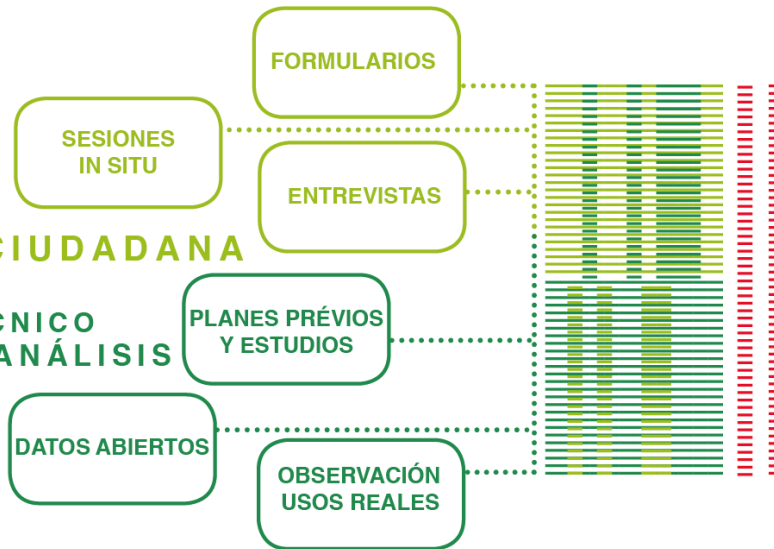 FORMULARIOS
SESIONES
IN SITU
ENTREVISTAS
CIUDADANA
CNICO
ANÁLISIS
PLANES PRÉVIOS
Y ESTUDIOS
DATOS ABIERTOS
OBSERVACIÓN
USOS REALES